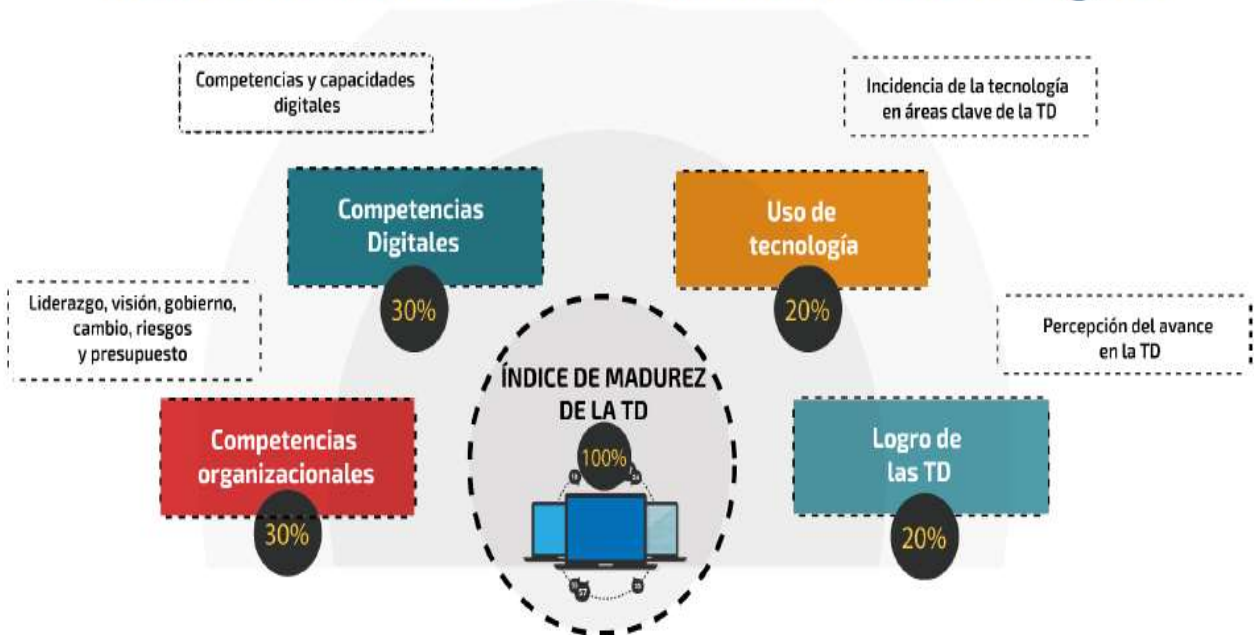 Competencias y capacidades
digitales
Incidencia de la tecnología
en áreas clave de la TD
Competencias
Digitales
30%
Uso de
tecnología
20%
Liderazgo, visión, gobierno,
cambio, riesgos
y presupuesto
Percepción del avance
en la TD
ÍNDICE DE MADUREZ
DE LA TD
100%
Competencias
organizacionales
30%
Logro de
las TD
20%
57